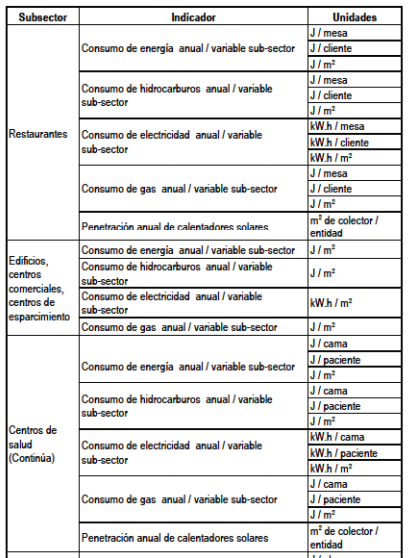 Subsector Indicador Unidades
Restaurantes
Consumo de energía anual / variable sub-sector
J / mesa
J / cliente
J / m²
Consumo de hidrocarburos anual / variable
sub-sector
J / mesa
J / cliente
J / m²
Consumo de electricidad anual / variable
sub-sector
kW.h / mesa
kW.h / cliente
kW.h / m²
Consumo de gas anual / variable sub-sector
J / mesa
J / cliente
J / m²
Penetración anual de calentadores solares
m² de colector /
entidad
Edificios,
centros
comerciales,
centros de
esparcimiento
Consumo de energía anual / variable sub-sector
J / m²
Consumo de hidrocarburos anual / variable
sub-sector
J / m²
Consumo de electricidad anual / variable
sub-sector
kW.h / m²
Consumo de gas anual / variable sub-sector
J / m²
Centros de
salud
(Continúa)
Consumo de energía anual / variable sub-sector
J / cama
J / paciente
J / m²
Consumo de hidrocarburos anual / variable
sub-sector
J / cama
J / paciente
J / m²
Consumo de electricidad anual / variable
sub-sector
kW.h / cama
kW.h / paciente
kW.h / m²
Consumo de gas anual / variable sub-sector
J / cama
J / paciente
J / m²
Penetración anual de calentadores solares
m² de colector /
entidad